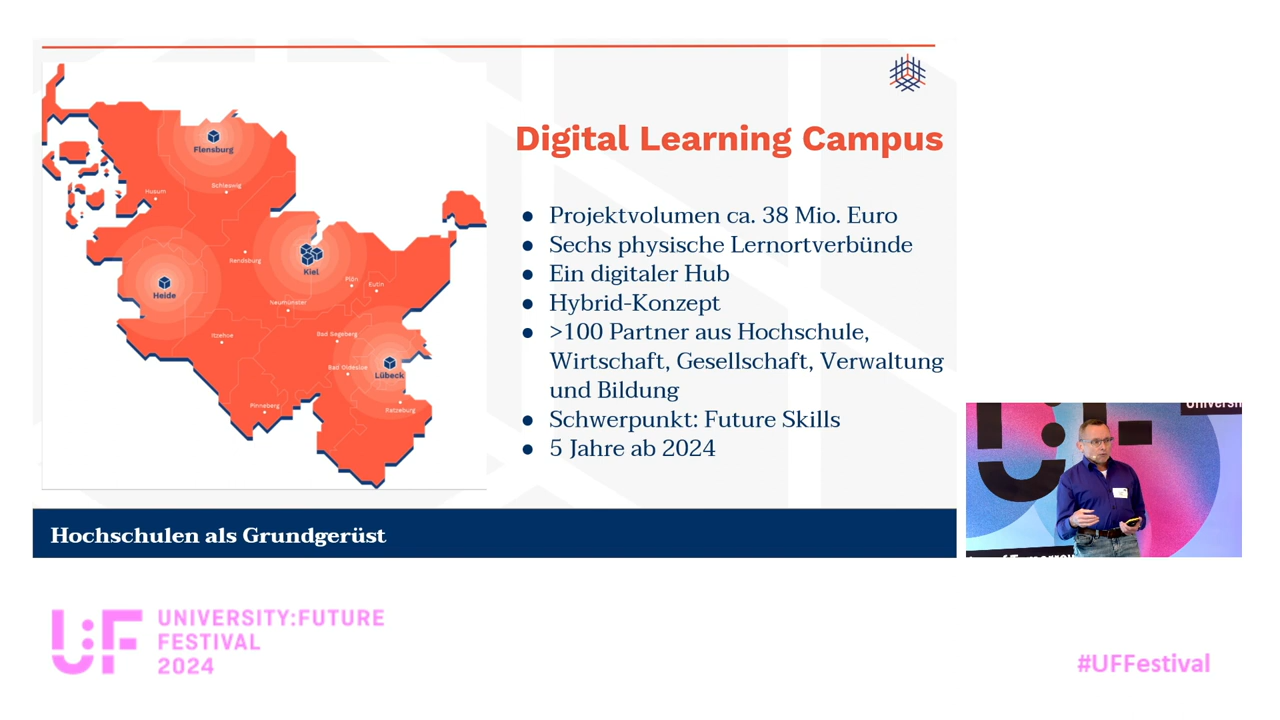 Flensburg
Husum
Schleswig
Rendsburg
Kiel
Heide
Plön
Eutin
Neumünster
Itzehoe
Bad Segeberg
Bad Oldesloe
Lübeck
Pinneberg
Ratzeburg
Digital Learning Campus
● Projektvolumen ca. 38 Mio. Euro
● Sechs physische Lernortverbünde
● Ein digitaler Hub
● Hybrid-Konzept
● >100 Partner aus Hochschule,
Wirtschaft, Gesellschaft, Verwaltung
und Bildung
● Schwerpunkt: Future Skills
● 5 Jahre ab 2024
Hochschulen als Grundgerüst
U:F
UNIVERSITY:FUTURE
FESTIVAL
2024
#UFFestival